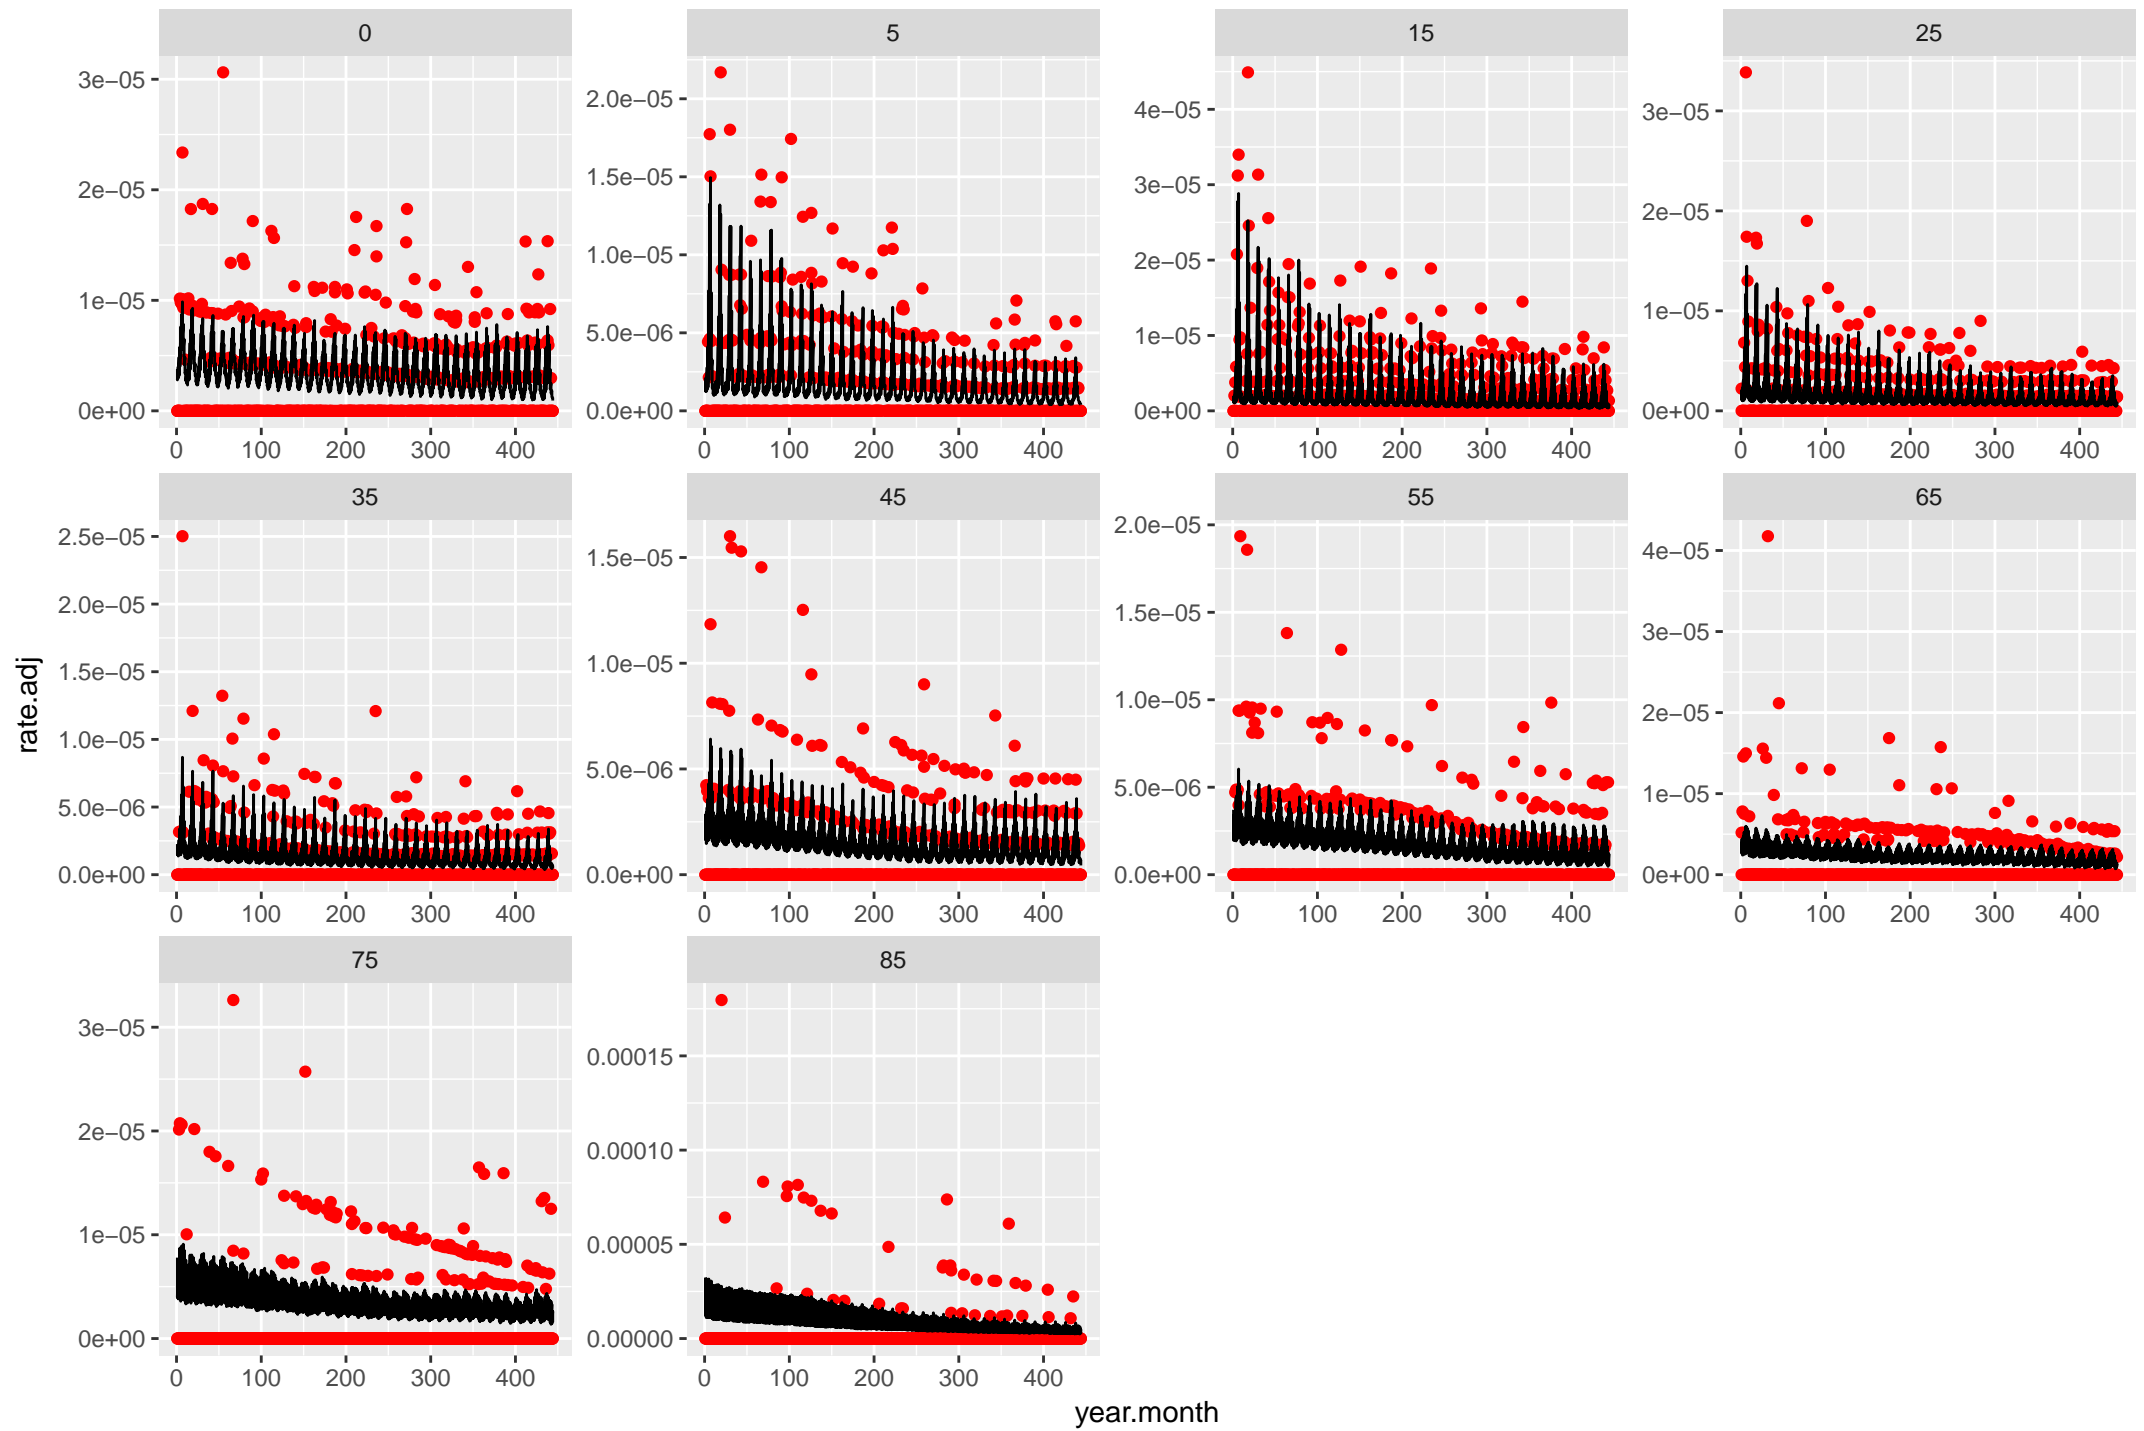 0 5 15 25
3e−05
2e−05
1e−05
0e+00
2.0e−05
1.5e−05
1.0e−05
5.0e−06
0.0e+00
4e−05
3e−05
2e−05
1e−05
0e+00
3e−05
2e−05
1e−05
0e+00
0 100 200 300 400 0 100 200 300 400 0 100 200 300 400 0 100 200 300 400
35 45 55 65
2.5e−05
2.0e−05
1.5e−05
1.0e−05
5.0e−06
0.0e+00
1.5e−05
1.0e−05
5.0e−06
0.0e+00
2.0e−05
1.5e−05
1.0e−05
5.0e−06
0.0e+00
4e−05
3e−05
2e−05
1e−05
0e+00
0 100 200 300 400 0 100 200 300 400 0 100 200 300 400 0 100 200 300 400
75 85
3e−05
2e−05
1e−05
0e+00
0.00015
0.00010
0.00005
0.00000
0 100 200 300 400 0 100 200 300 400
rate.adj
year.month